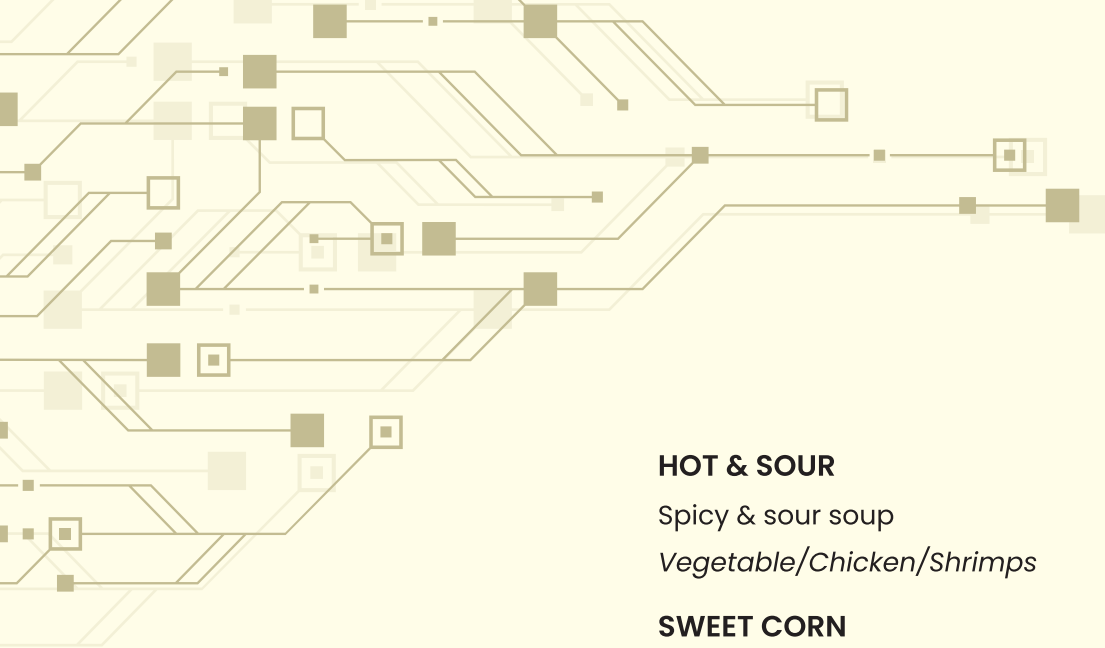 HOT & SOUR
Spicy & sour soup
Vegetable/Chicken/Shrimps
SWEET CORN